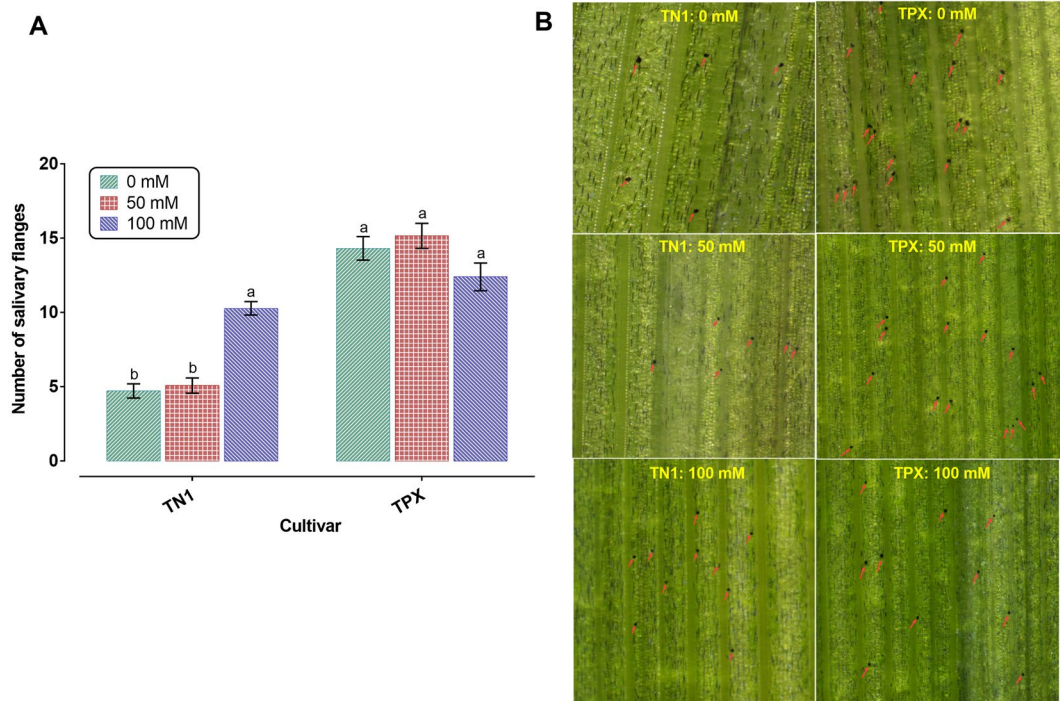 A
Number of salivary flanges
20
15
10
5
0
0 mM
50 mM
100 mM
b
b
a
a
a
a
TN1
TPX
Cultivar
B
TN1: 0 mM
TPX: 0 mM
TN1: 50 mM
TPX: 50 mM
TN1: 100 mM
TPX: 100 mM